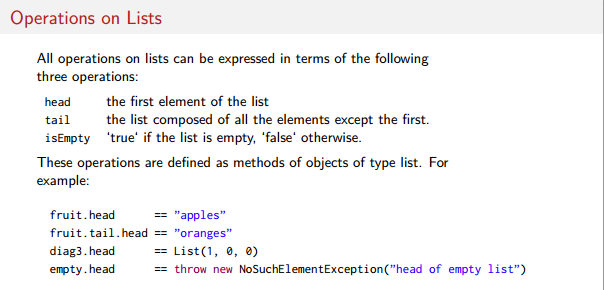 Operations on Lists
All operations on lists can be expressed in terms of the following
three operations:
head the first element of the list
tail the list composed of all the elements except the first.
isEmpty ‘true‘ if the list is empty, ‘false‘ otherwise.
These operations are defined as methods of objects of type list. For
example:
fruit.head == ”apples”
fruit.tail.head == ”oranges”
diag3.head == List(1, 0, 0)
empty.head == throw new NoSuchElementException(”head of empty list”)